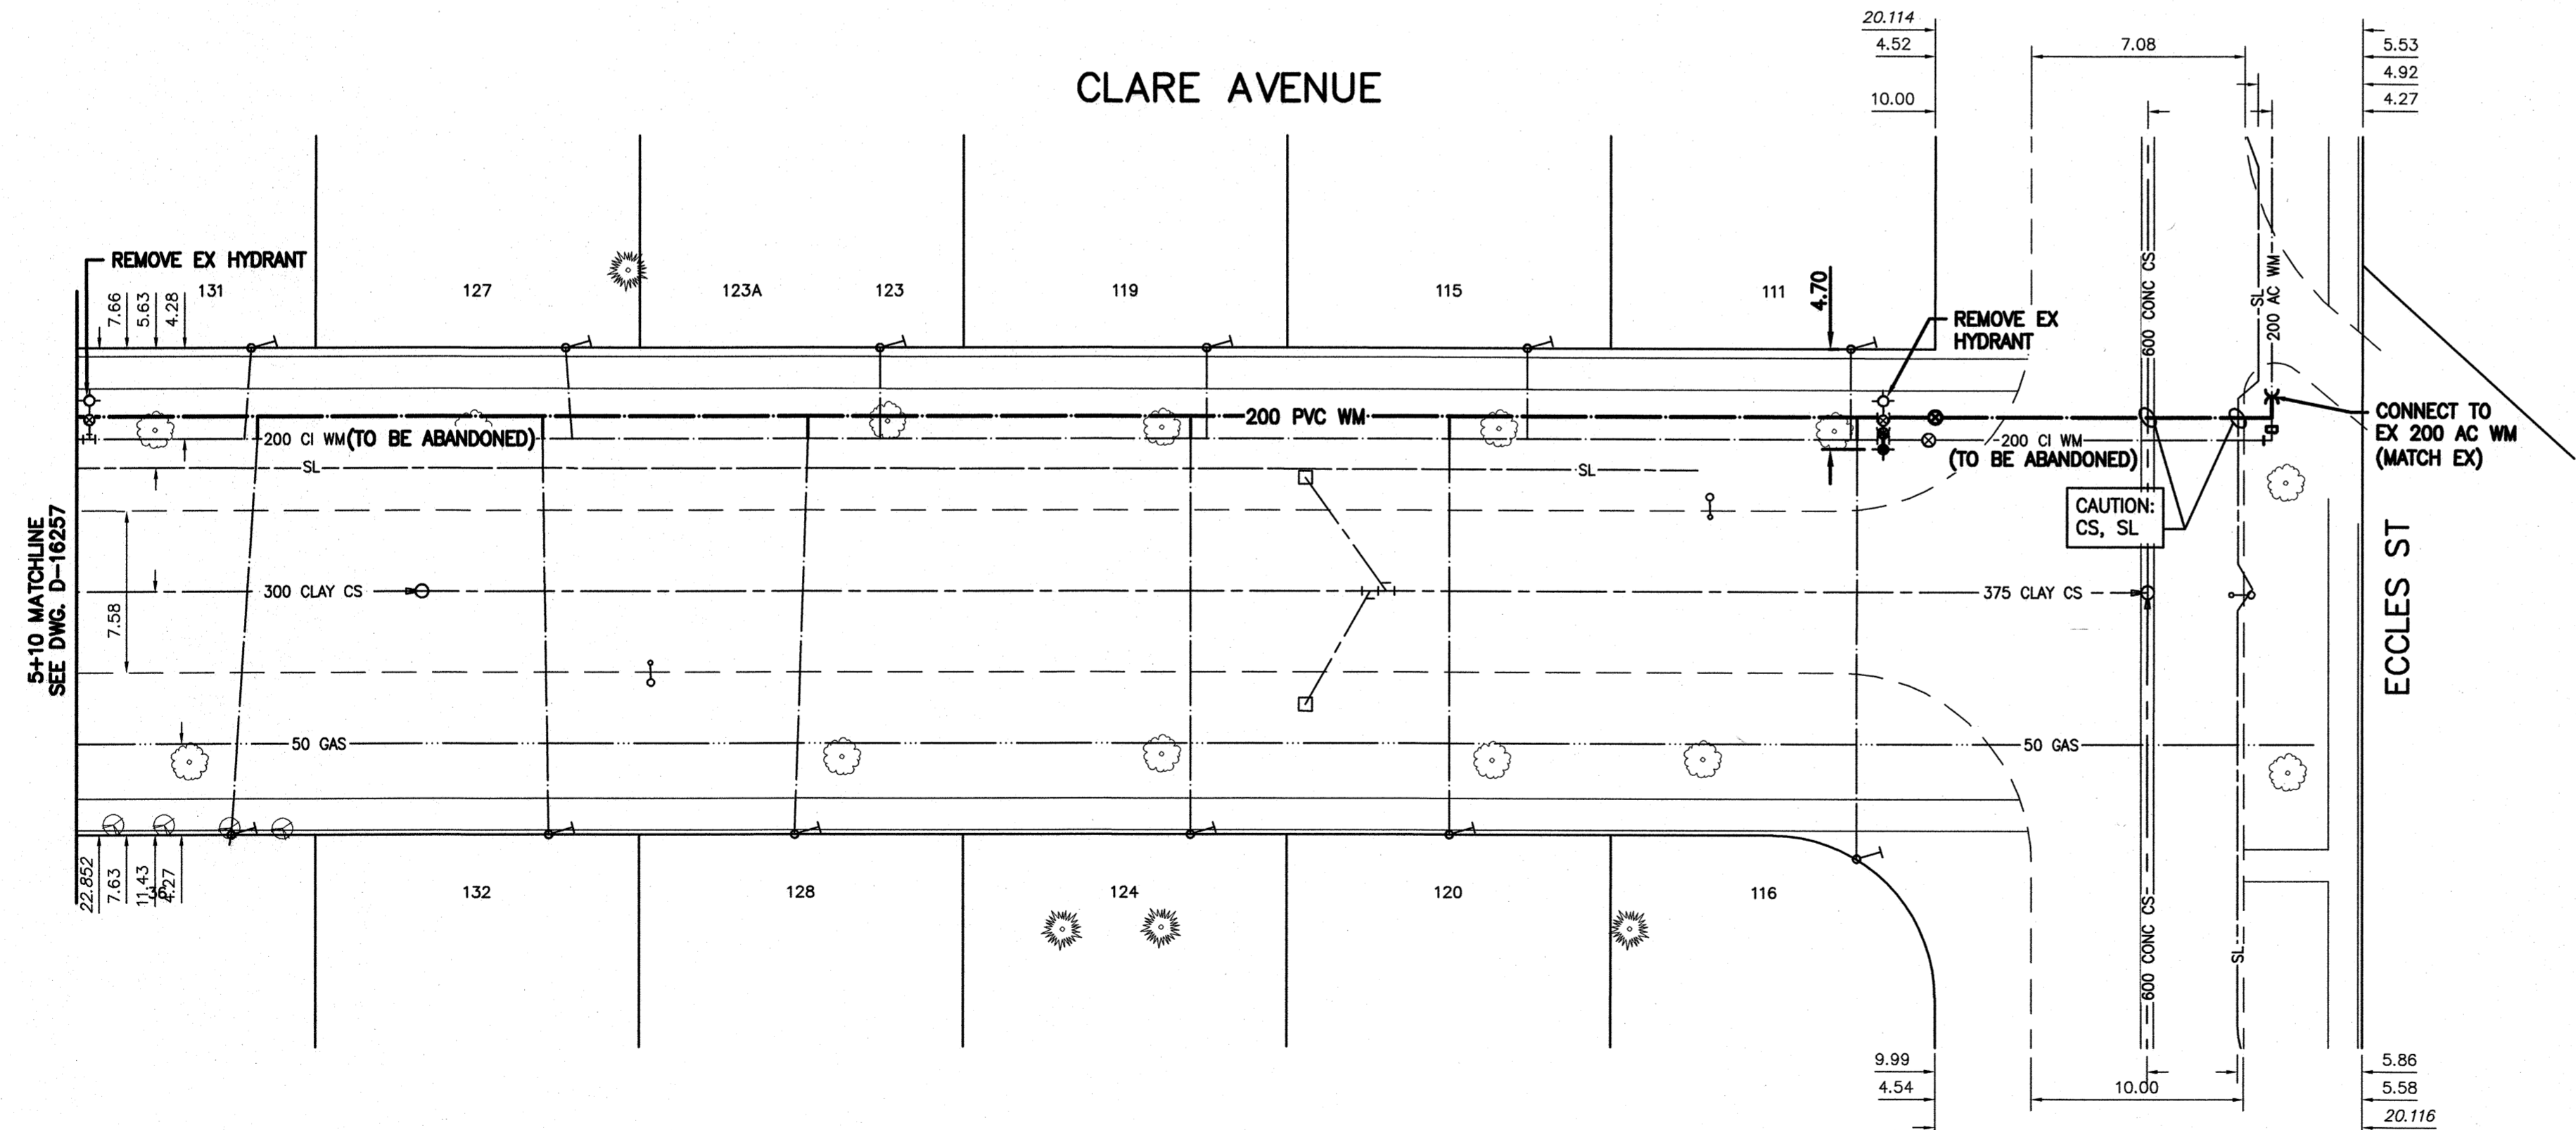 CLARE AVENUE
20.114
4.52
10.00
7.08
5.53
4.92
4.27
REMOVE EX HYDRANT
7.66
5.63
4.28
131
127
123A
123
119
115
111
4.70
REMOVE EX
HYDRANT
600 CONC CS
SL
200 AC WM
200 PVC WM
200 CI WM (TO BE ABANDONED)
SL
SL
200 CI WM
(TO BE ABANDONED)
CONNECT TO
EX 200 AC WM
(MATCH EX)
CAUTION:
CS, SL
5+10 MATCHLINE
SEE DWG. D-16257
7.58
300 CLAY CS
375 CLAY CS
ECCLES ST
50 GAS
50 GAS
22.852
7.63
11.43
4.27
132
128
124
120
116
600 CONC CS
SL
9.99
4.54
10.00
5.86
5.58
20.116